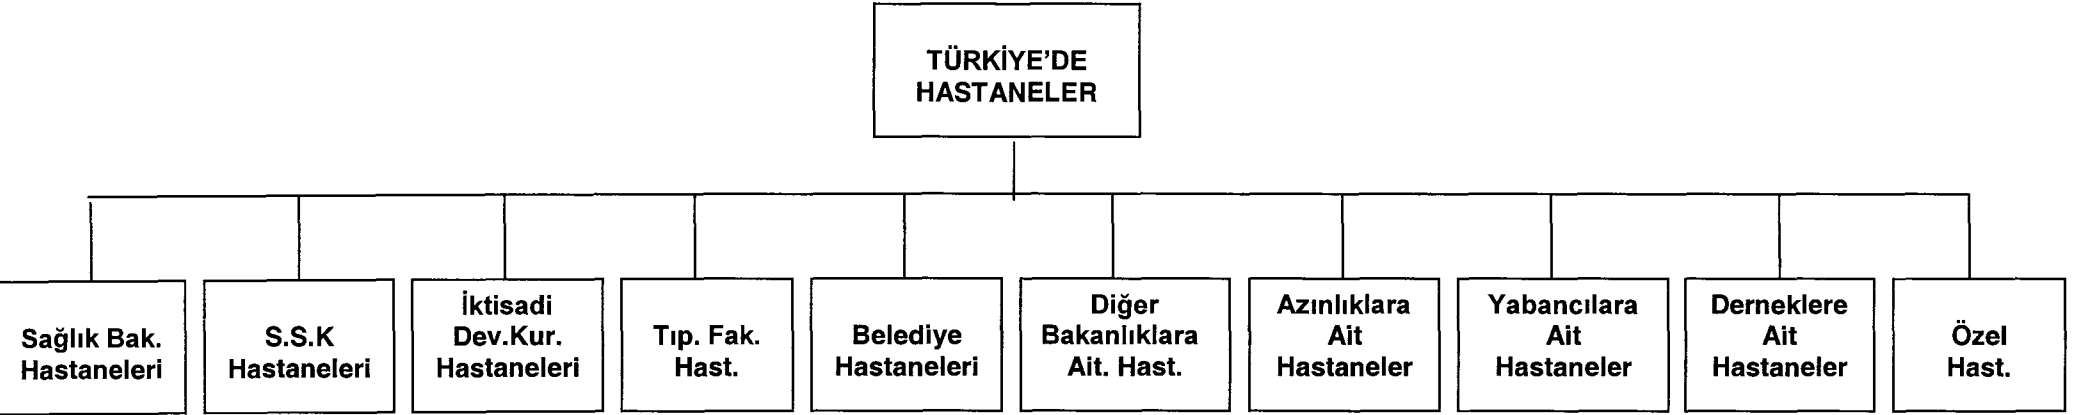 TÜRKİYE'DE
HASTANELER
Sağlık Bak.
Hastaneleri
S.S.K
Hastaneleri
İktisadi
Dev.Kur.
Hastaneleri
Tıp. Fak.
Hast.
Belediye
Hastaneleri
Diğer
Bakanlıklara
Ait. Hast.
Azınlıklara
Ait
Hastaneler
Yabancılara
Ait
Hastaneler
Derneklere
Ait
Hastaneler
Özel
Hast.